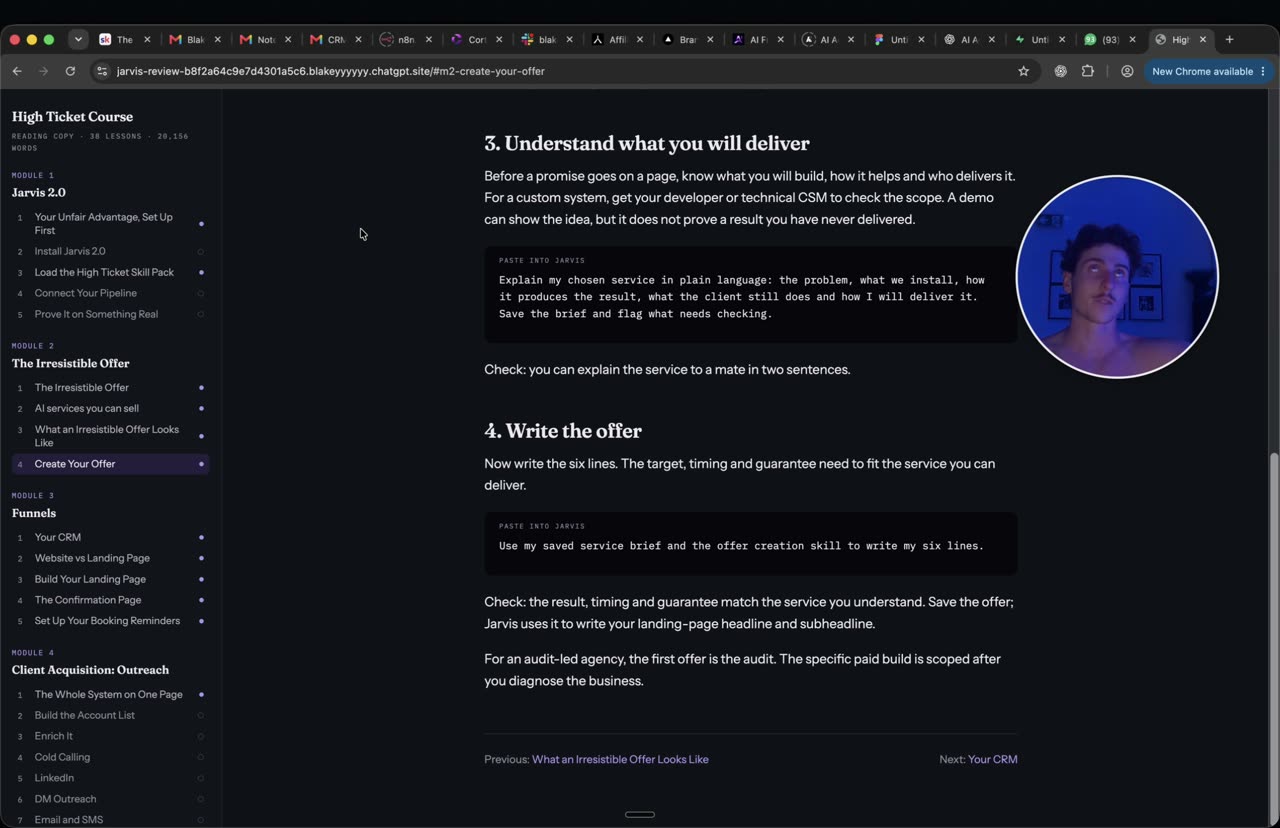 The
Blak
Note
CRM
n8n.
Cort
blak
Affil
Brar
AI Fi
AI A
Unti
AI A
Unti
(93)
High
jarvis-review-b8f2a64c9e7d4301a5c6.blakeyyyyyy.chatgpt.site/#m2-create-your-offer
New Chrome available
High Ticket Course
READING COPY · 38 LESSONS · 20,156
WORDS
MODULE 1
Jarvis 2.0
1 Your Unfair Advantage, Set Up
First
2 Install Jarvis 2.0
3 Load the High Ticket Skill Pack
4 Connect Your Pipeline
5 Prove It on Something Real
MODULE 2
The Irresistible Offer
1 The Irresistible Offer
2 AI services you can sell
3 What an Irresistible Offer Looks
Like
4 Create Your Offer
MODULE 3
Funnels
1 Your CRM
2 Website vs Landing Page
3 Build Your Landing Page
4 The Confirmation Page
5 Set Up Your Booking Reminders
MODULE 4
Client Acquisition: Outreach
1 The Whole System on One Page
2 Build the Account List
3 Enrich It
4 Cold Calling
5 LinkedIn
6 DM Outreach
7 Email and SMS
3. Understand what you will deliver
Before a promise goes on a page, know what you will build, how it helps and who delivers it.
For a custom system, get your developer or technical CSM to check the scope. A demo
can show the idea, but it does not prove a result you have never delivered.
PASTE INTO JARVIS
Explain my chosen service in plain language: the problem, what we install, how
it produces the result, what the client still does and how I will deliver it.
Save the brief and flag what needs checking.
Check: you can explain the service to a mate in two sentences.
4. Write the offer
Now write the six lines. The target, timing and guarantee need to fit the service you can
deliver.
PASTE INTO JARVIS
Use my saved service brief and the offer creation skill to write my six lines.
Check: the result, timing and guarantee match the service you understand. Save the offer;
Jarvis uses it to write your landing-page headline and subheadline.
For an audit-led agency, the first offer is the audit. The specific paid build is scoped after
you diagnose the business.
Previous: What an Irresistible Offer Looks Like
Next: Your CRM